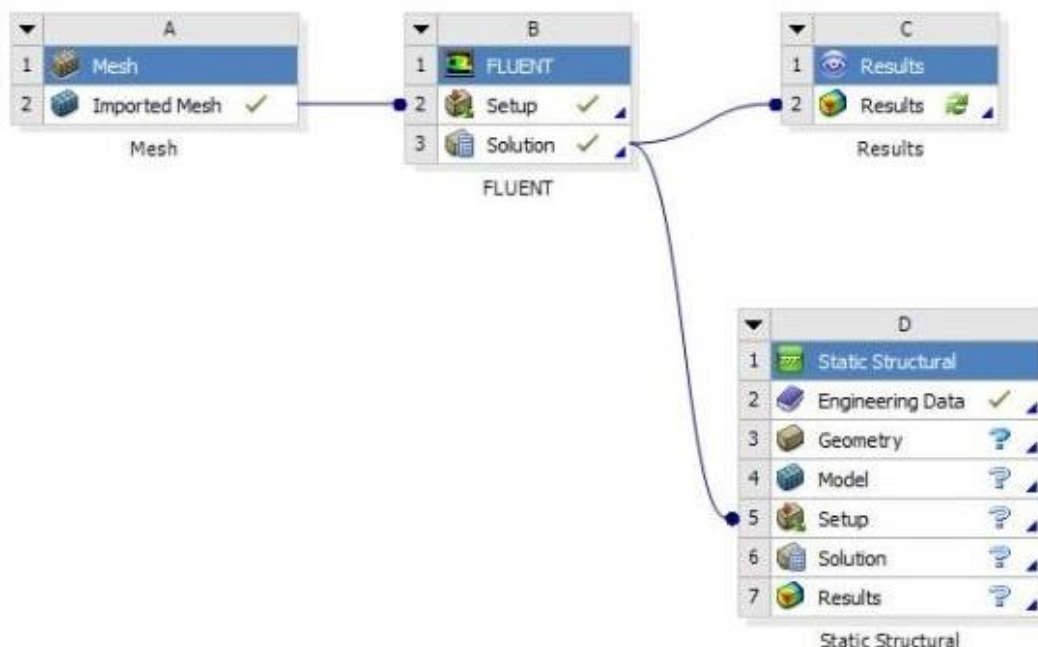 A
1 Mesh
2 Imported Mesh
Mesh
B
1 FLUENT
2 Setup
3 Solution
FLUENT
C
1 Results
2 Results
Results
D
1 Static Structural
2 Engineering Data
3 Geometry ?
4 Model ?
5 Setup ?
6 Solution ?
7 Results ?
Static Structural